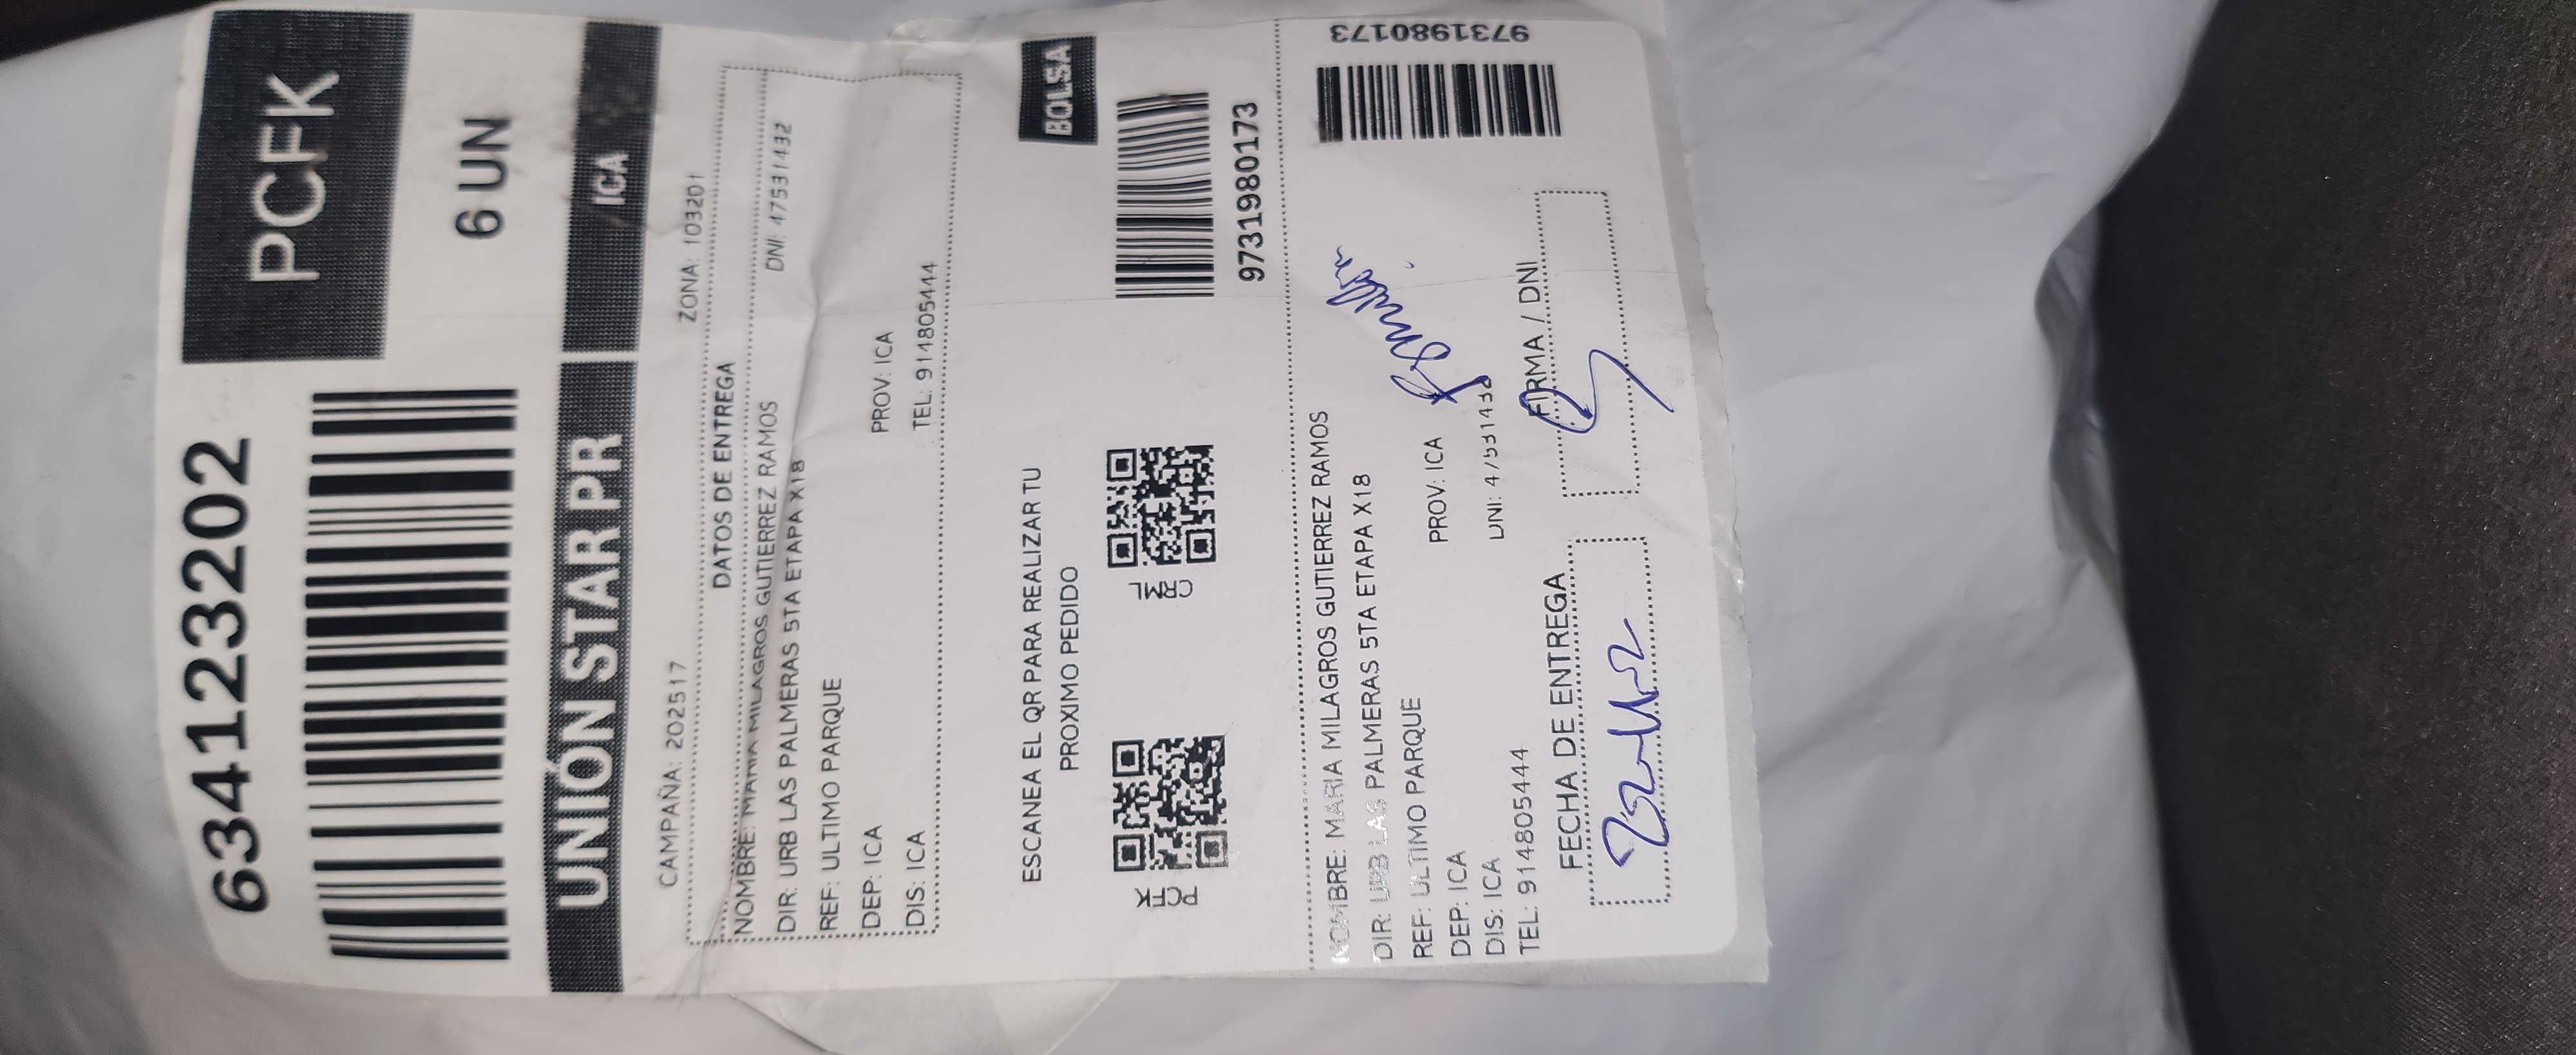 634123202
PCFK
6 UN
UNIÓN STAR PR
ICA
CAMPAÑA: 202517
ZONA: 103201
DATOS DE ENTREGA
NOMBRE: MARIA MILAGROS GUTIERREZ RAMOS
DNI: 47531432
DIR: URB LAS PALMERAS 5TA ETAPA X18
REF: ULTIMO PARQUE
DEP: ICA
PROV: ICA
DIS: ICA
TEL: 914805444
ESCANEA EL QR PARA REALIZAR TU
PROXIMO PEDIDO
BOLSA
PCFK
9731980173
NOMBRE: MARIA MILAGROS GUTIERREZ RAMOS
DIR: URB LAS PALMERAS 5TA ETAPA X18
REF: ULTIMO PARQUE
DEP: ICA
PROV: ICA
DIS: ICA
DNI: 47531432
TEL: 914805444
9731980173
FECHA DE ENTREGA
FIRMA / DNI